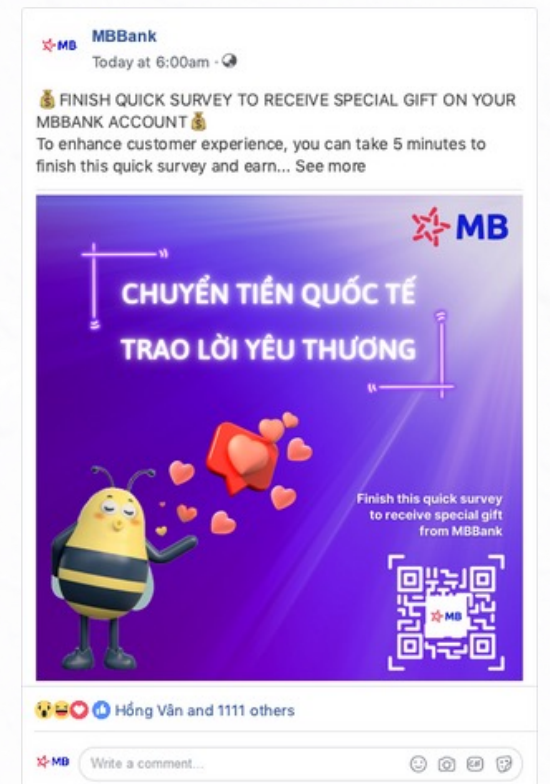 MB
MBBank
Today at 6:00am ·
FINISH QUICK SURVEY TO RECEIVE SPECIAL GIFT ON YOUR
MBBANK ACCOUNT
To enhance customer experience, you can take 5 minutes to
finish this quick survey and earn... See more
MB
CHUYỂN TIỀN QUỐC TẾ
TRAO LỜI YÊU THƯƠNG
Finish this quick survey
to receive special gift
from MBBank
MB
Hồng Vân and 1111 others
MB
Write a comment...
GIF